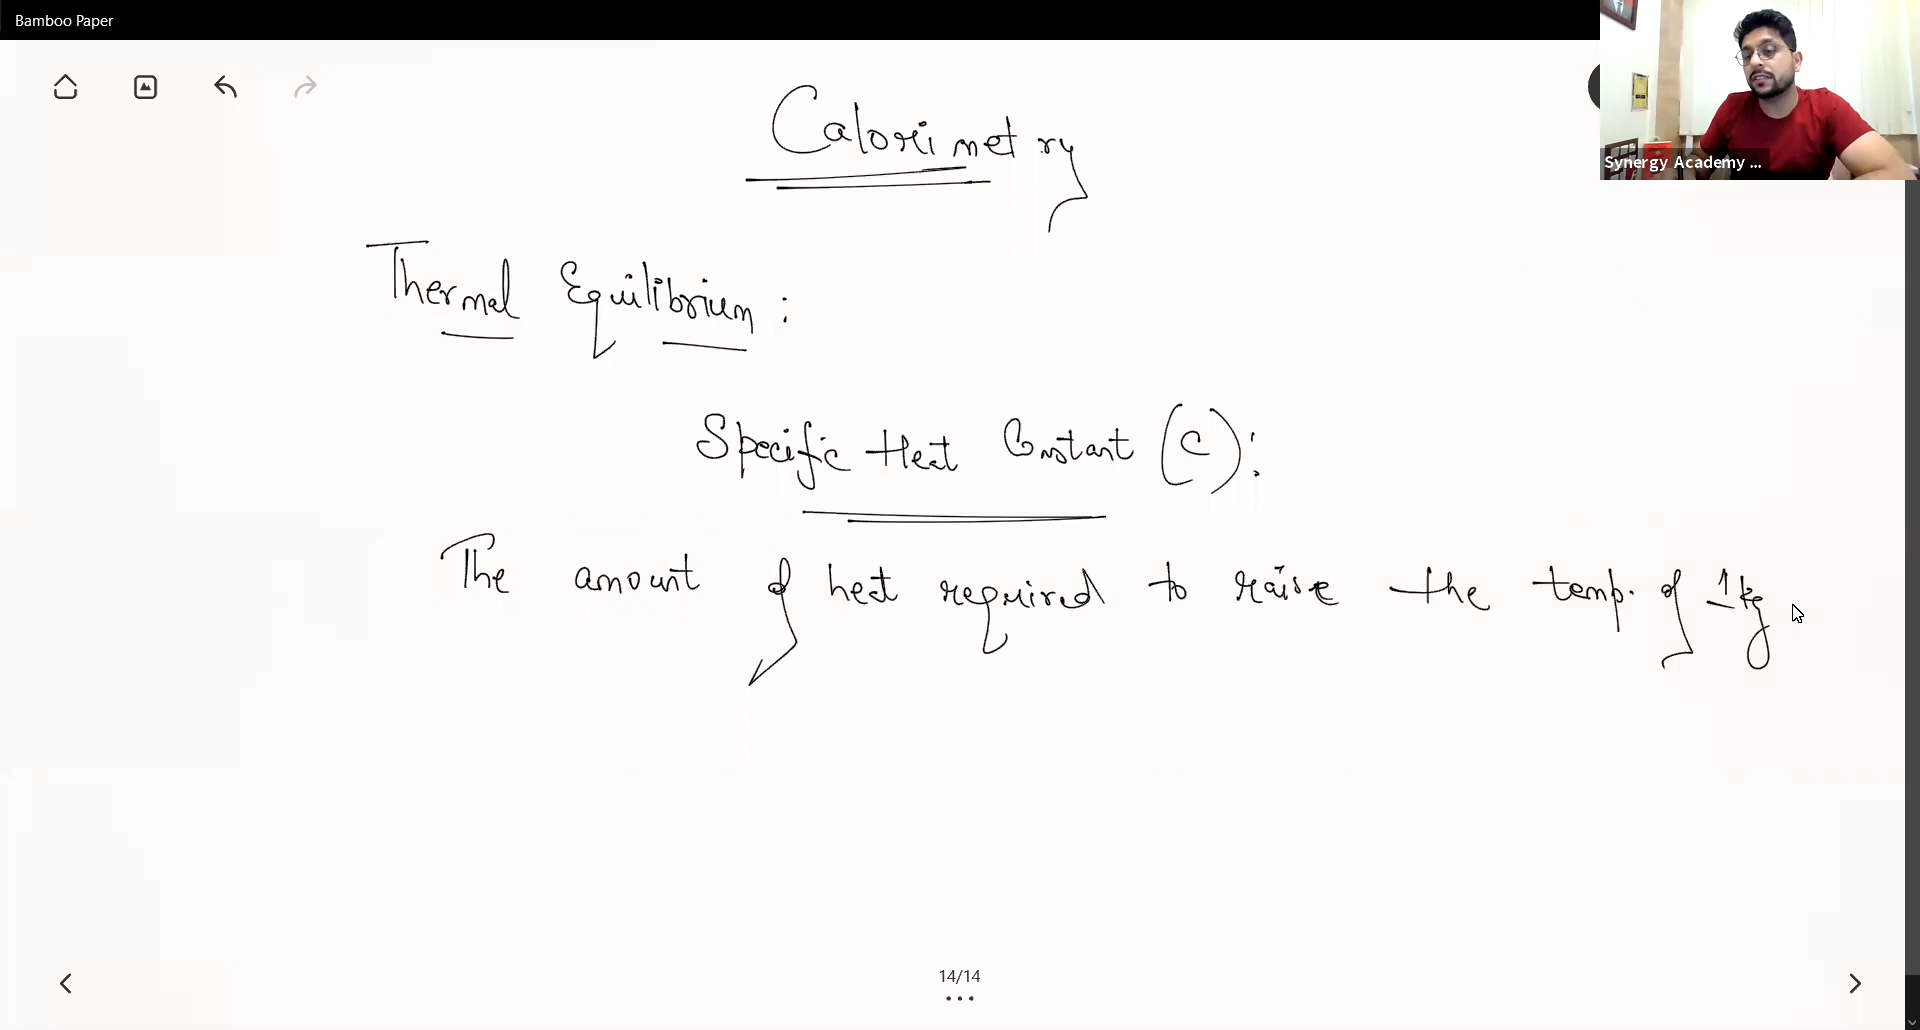 Bamboo Paper
Synergy Academy ...
Calorimetry
Thermal Equilibrium :
Specific Heat Constant (C):
The amount of heat required to raise the temp. of 1kg
14/14